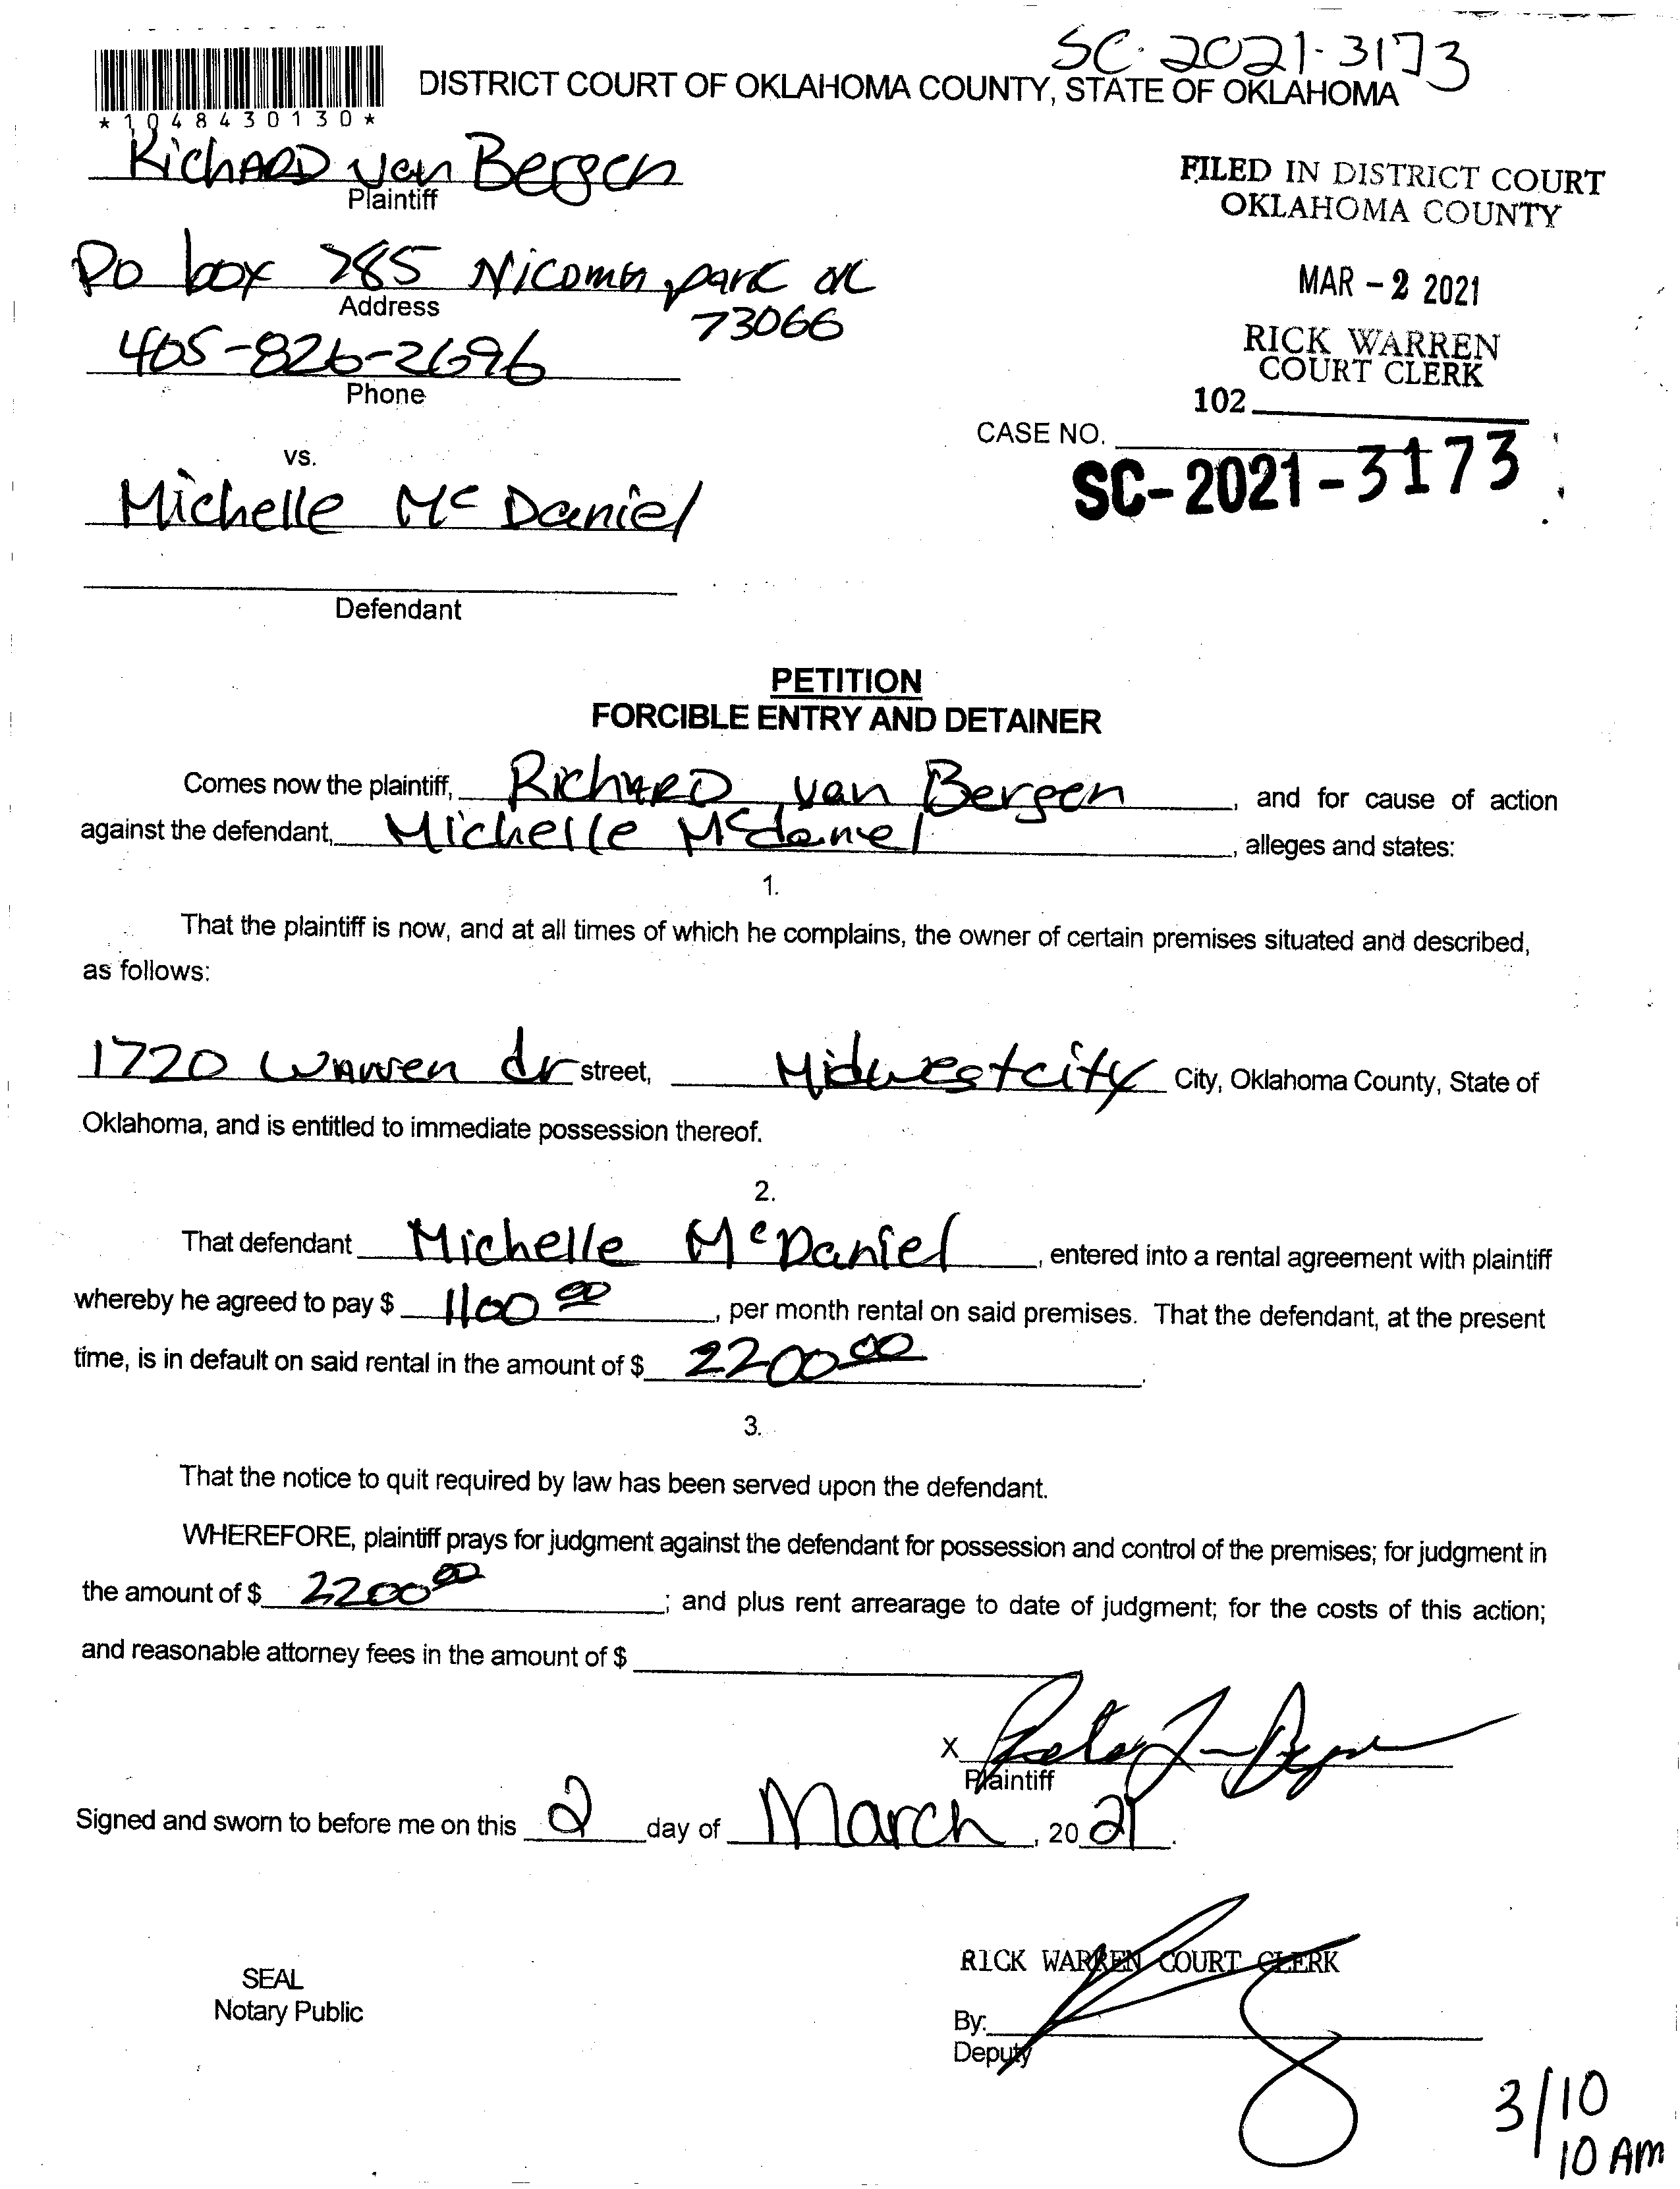 SC-2021-3173
*1048430130*
DISTRICT COURT OF OKLAHOMA COUNTY, STATE OF OKLAHOMA
RichARD van Bergen
Plaintiff
FILED IN DISTRICT COURT
OKLAHOMA COUNTY
PO box 285 Nicoma park OK
Address
73066
MAR - 2 2021
405-826-2696
Phone
RICK WARREN
COURT CLERK
102
CASE NO.
SC-2021-3173
vs.
Michelle McDaniel
Defendant
PETITION
FORCIBLE ENTRY AND DETAINER
Comes now the plaintiff, RichARD van Bergen, and for cause of action
against the defendant, Michelle Mcdaniel, alleges and states:
1.
That the plaintiff is now, and at all times of which he complains, the owner of certain premises situated and described,
as follows:
1720 Warren dr street, Midwestcity City, Oklahoma County, State of
Oklahoma, and is entitled to immediate possession thereof.
2.
That defendant Michelle McDaniel, entered into a rental agreement with plaintiff
whereby he agreed to pay $ 1100 00, per month rental on said premises. That the defendant, at the present
time, is in default on said rental in the amount of $ 2200 00.
3.
That the notice to quit required by law has been served upon the defendant.
WHEREFORE, plaintiff prays for judgment against the defendant for possession and control of the premises; for judgment in
the amount of $ 2200 00; and plus rent arrearage to date of judgment; for the costs of this action;
and reasonable attorney fees in the amount of $
X
Plaintiff
Signed and sworn to before me on this 2 day of March, 2021.
RICK WARREN COURT CLERK
SEAL
Notary Public
By:
Deputy
3/10
10 AM